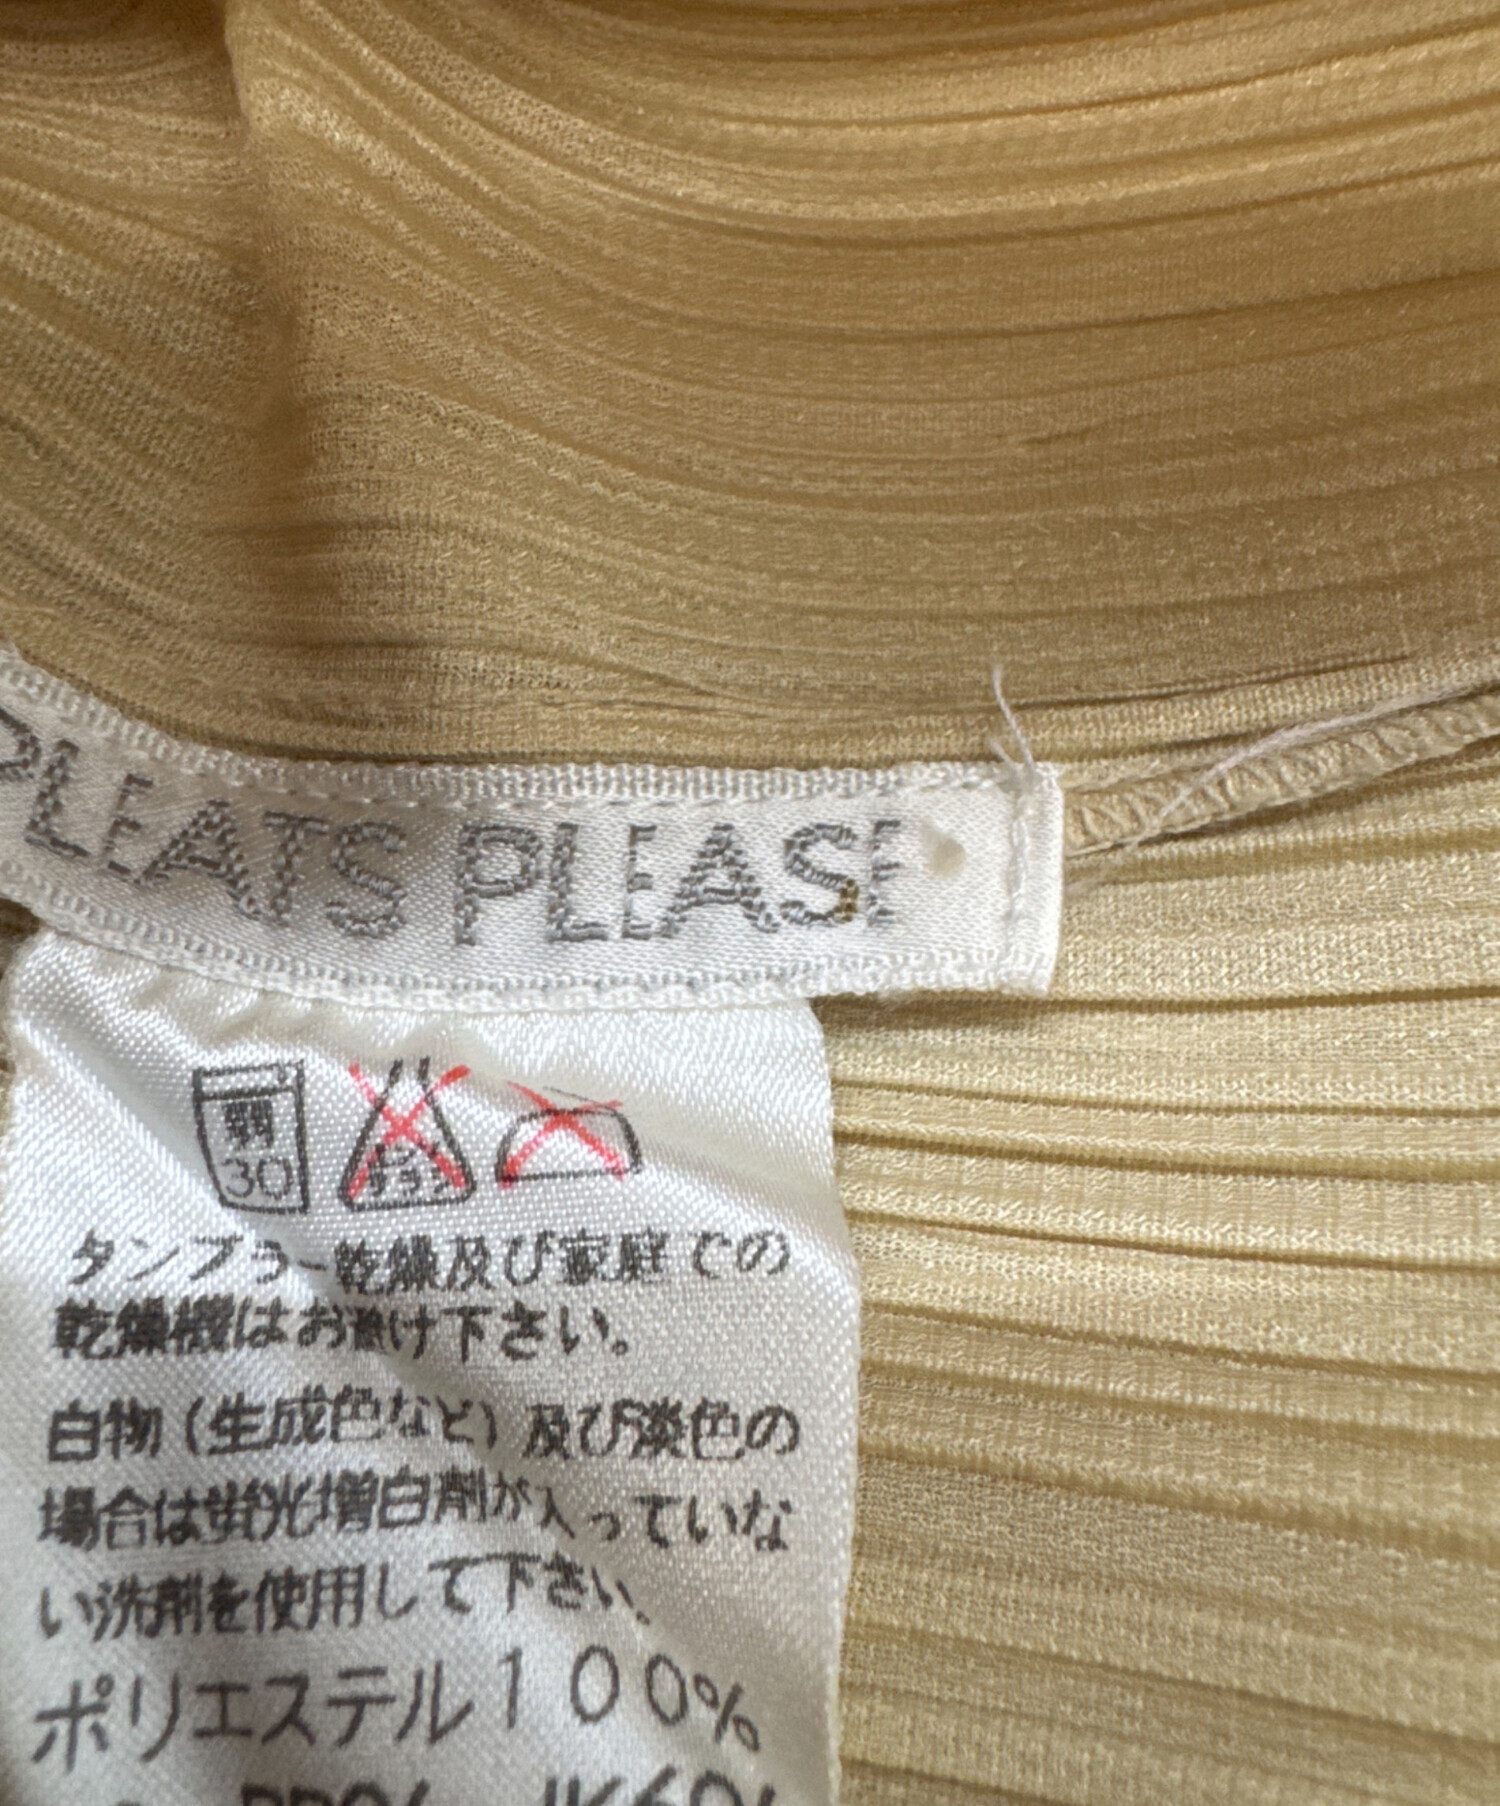 PLEATS PLEASE
弱
30
タンブラー乾燥及び家庭での
乾燥機はお避け下さい。
白物(生成色など)及び淡色の
場合は蛍光増白剤が入っていな
い洗剤を使用して下さい。
ポリエステル100%